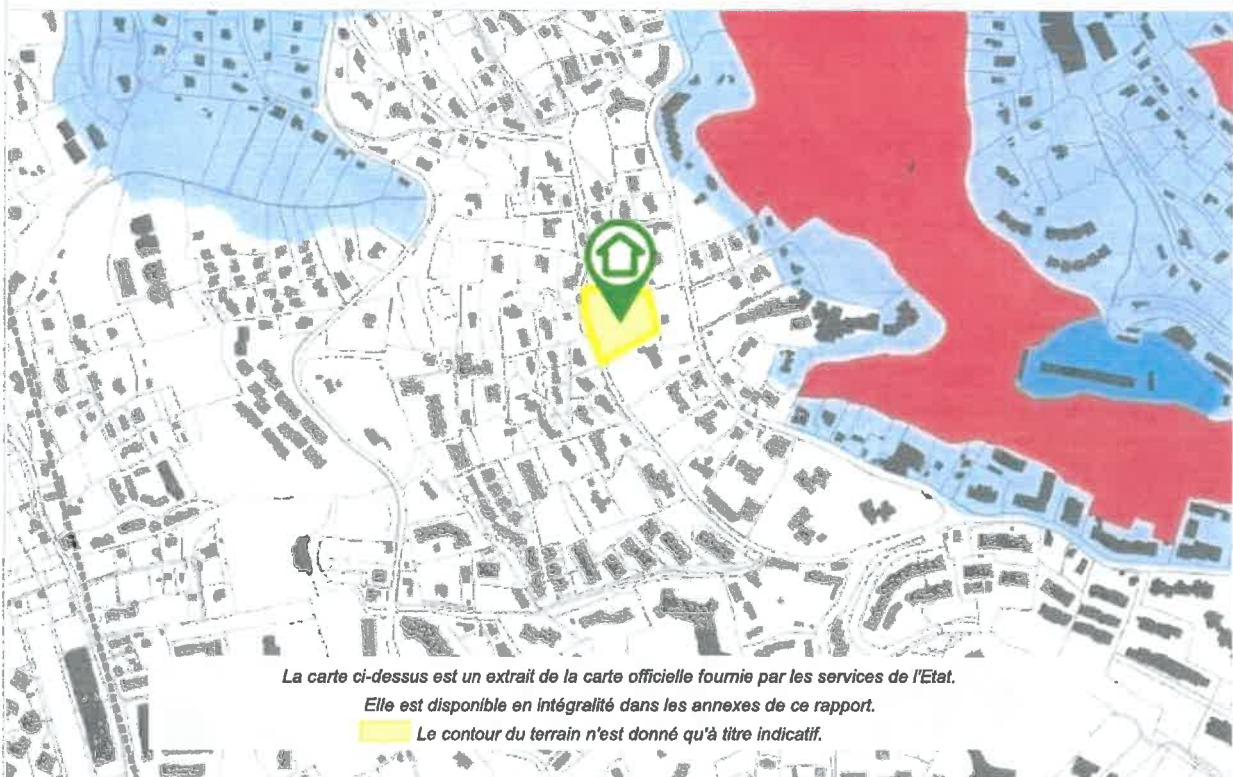 La carte ci-dessus est un extrait de la carte officielle fournie par les services de l'Etat.
Elle est disponible en intégralité dans les annexes de ce rapport.
Le contour du terrain n'est donné qu'à titre indicatif.